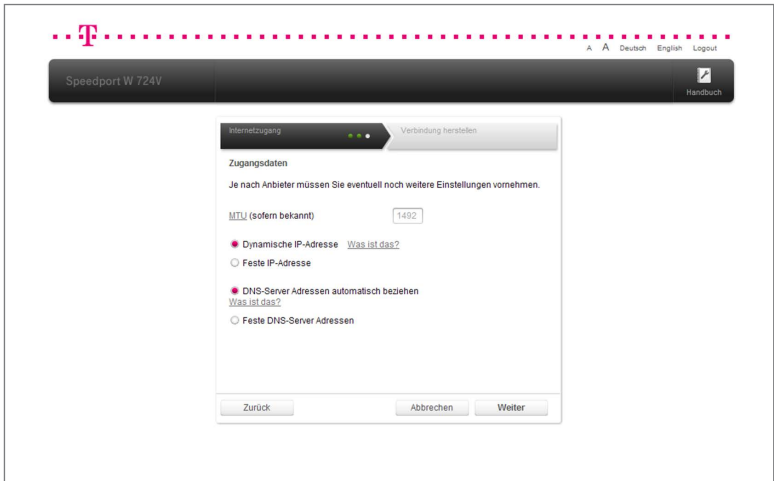 T
A A Deutsch English Logout
Speedport W 724V
Handbuch
Internetzugang
Verbindung herstellen
Zugangsdaten
Je nach Anbieter müssen Sie eventuell noch weitere Einstellungen vornehmen.
MTU (sofern bekannt) 1492
Dynamische IP-Adresse Was ist das?
Feste IP-Adresse
DNS-Server Adressen automatisch beziehen
Was ist das?
Feste DNS-Server Adressen
Zurück Abbrechen Weiter